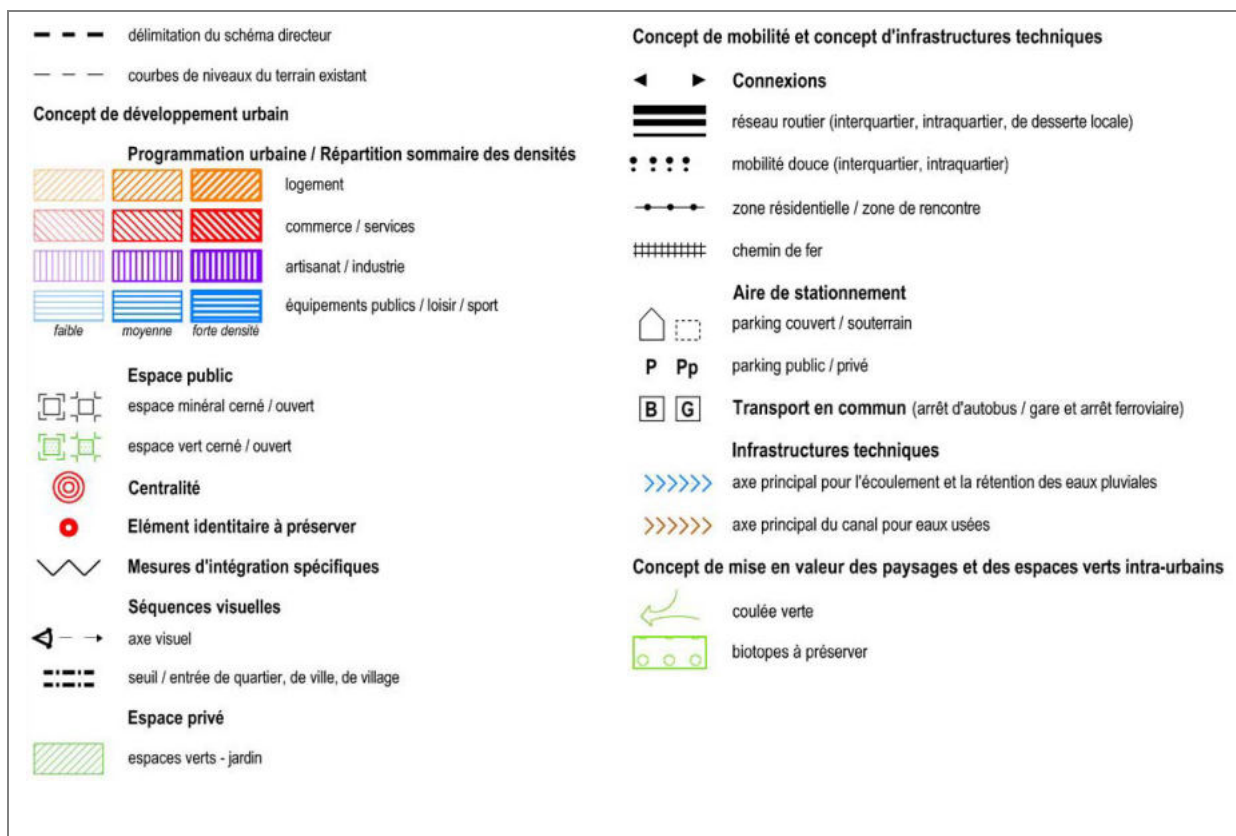 délimitation du schéma directeur
courbes de niveaux du terrain existant
Concept de développement urbain
Programmation urbaine / Répartition sommaire des densités
logement
commerce / services
artisanat / industrie
équipements publics / loisir / sport
faible moyenne forte densité
Espace public
espace minéral cerné / ouvert
espace vert cerné / ouvert
Centralité
Elément identitaire à préserver
Mesures d'intégration spécifiques
Séquences visuelles
axe visuel
seuil / entrée de quartier, de ville, de village
Espace privé
espaces verts - jardin
Concept de mobilité et concept d'infrastructures techniques
Connexions
réseau routier (interquartier, intraquartier, de desserte locale)
mobilité douce (interquartier, intraquartier)
zone résidentielle / zone de rencontre
chemin de fer
Aire de stationnement
parking couvert / souterrain
P Pp parking public / privé
B G Transport en commun (arrêt d'autobus / gare et arrêt ferroviaire)
Infrastructures techniques
axe principal pour l'écoulement et la rétention des eaux pluviales
axe principal du canal pour eaux usées
Concept de mise en valeur des paysages et des espaces verts intra-urbains
coulée verte
biotopes à préserver